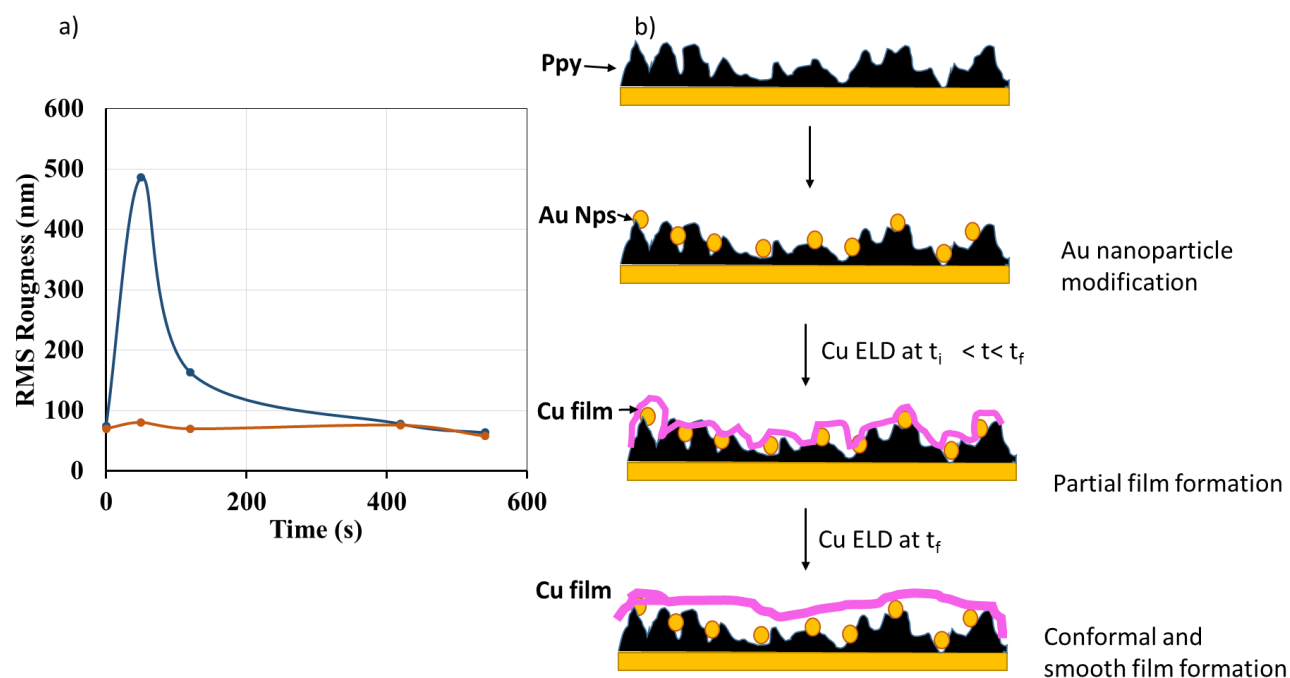 a)
600
500
400
300
200
100
0
RMS Rougness (nm)
0
200
400
600
Time (s)
b)
Ppy
Au Nps
Au nanoparticle
modification
Cu ELD at tᵢ < t< t_f
Cu film
Partial film formation
Cu ELD at t_f
Cu film
Conformal and
smooth film formation